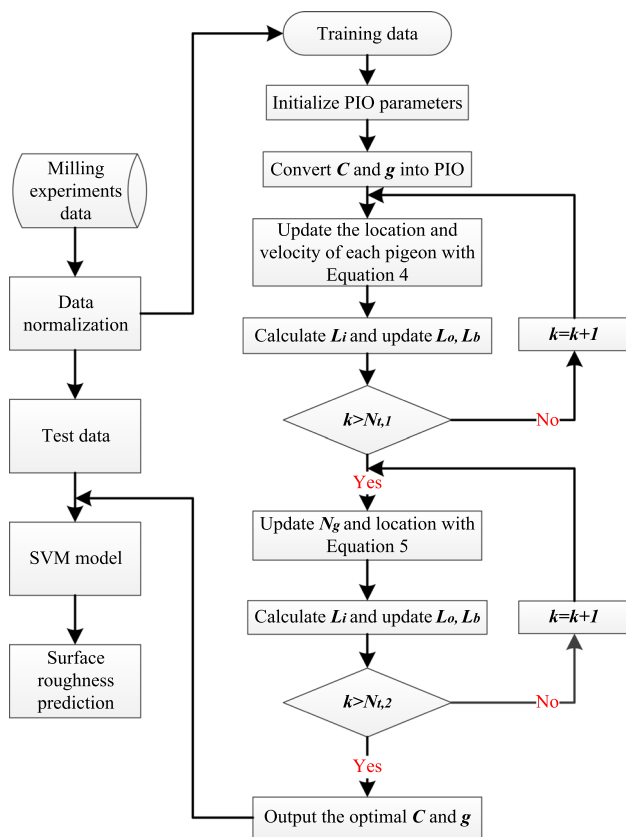 Training data
Initialize PIO parameters
Convert C and g into PIO
Update the location and
velocity of each pigeon with
Equation 4
Calculate Li and update Lo, Lb
k=k+1
k>Nt,1
No
Yes
Update Ng and location with
Equation 5
Calculate Li and update Lo, Lb
k=k+1
k>Nt,2
No
Yes
Output the optimal C and g
Milling
experiments
data
Data
normalization
Test data
SVM model
Surface
roughness
prediction